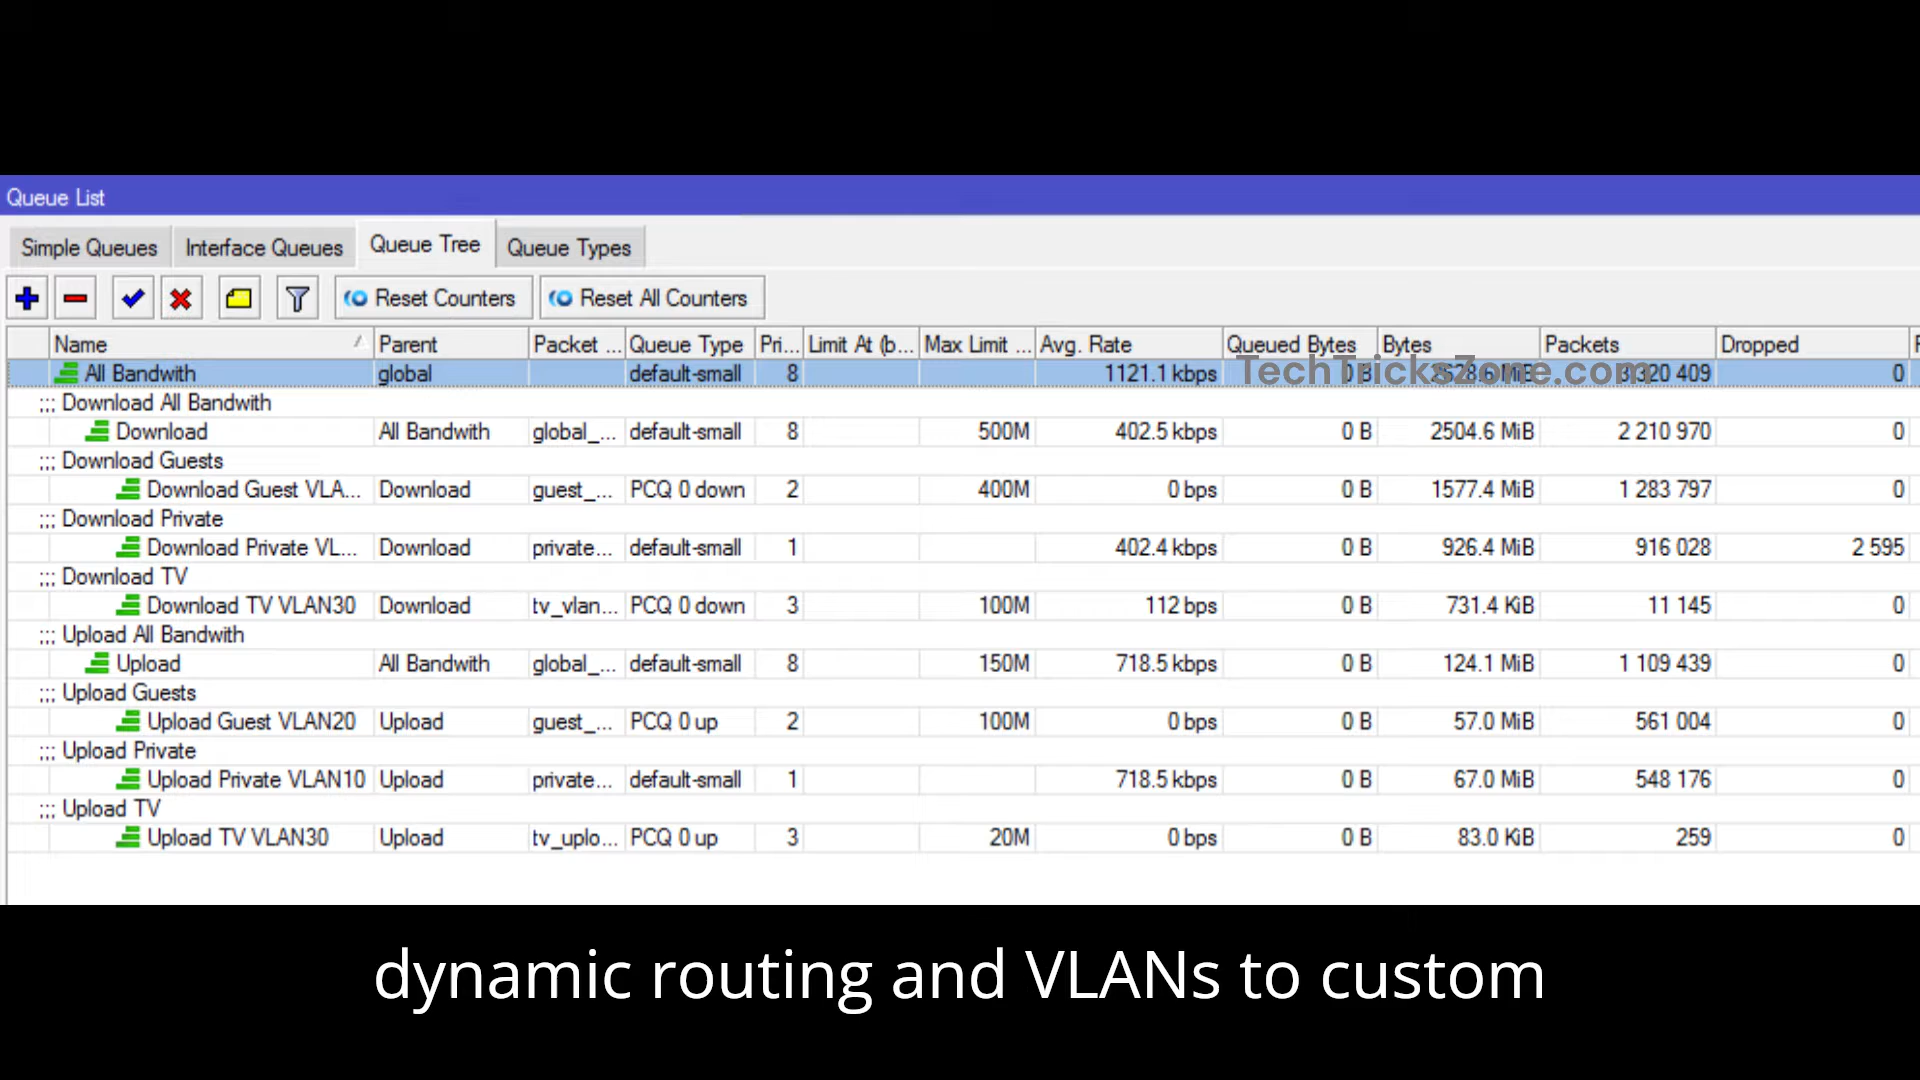 Queue List
Simple Queues Interface Queues Queue Tree Queue Types
Reset Counters Reset All Counters
Name Parent Packet ... Queue Type Pri... Limit At (b... Max Limit ... Avg. Rate Queued Bytes Bytes Packets Dropped
All Bandwith global default-small 8 1121.1 kbps 0 B 320 409 0
TechTricksZone.com
;;; Download All Bandwith
Download All Bandwith global_... default-small 8 500M 402.5 kbps 0 B 2504.6 MiB 2 210 970 0
;;; Download Guests
Download Guest VLA... Download guest_... PCQ 0 down 2 400M 0 bps 0 B 1577.4 MiB 1 283 797 0
;;; Download Private
Download Private VL... Download private... default-small 1 402.4 kbps 0 B 926.4 MiB 916 028 2 595
;;; Download TV
Download TV VLAN30 Download tv_vlan... PCQ 0 down 3 100M 112 bps 0 B 731.4 KiB 11 145 0
;;; Upload All Bandwith
Upload All Bandwith global_... default-small 8 150M 718.5 kbps 0 B 124.1 MiB 1 109 439 0
;;; Upload Guests
Upload Guest VLAN20 Upload guest_... PCQ 0 up 2 100M 0 bps 0 B 57.0 MiB 561 004 0
;;; Upload Private
Upload Private VLAN10 Upload private... default-small 1 718.5 kbps 0 B 67.0 MiB 548 176 0
;;; Upload TV
Upload TV VLAN30 Upload tv_uplo... PCQ 0 up 3 20M 0 bps 0 B 83.0 KiB 259 0
dynamic routing and VLANs to custom